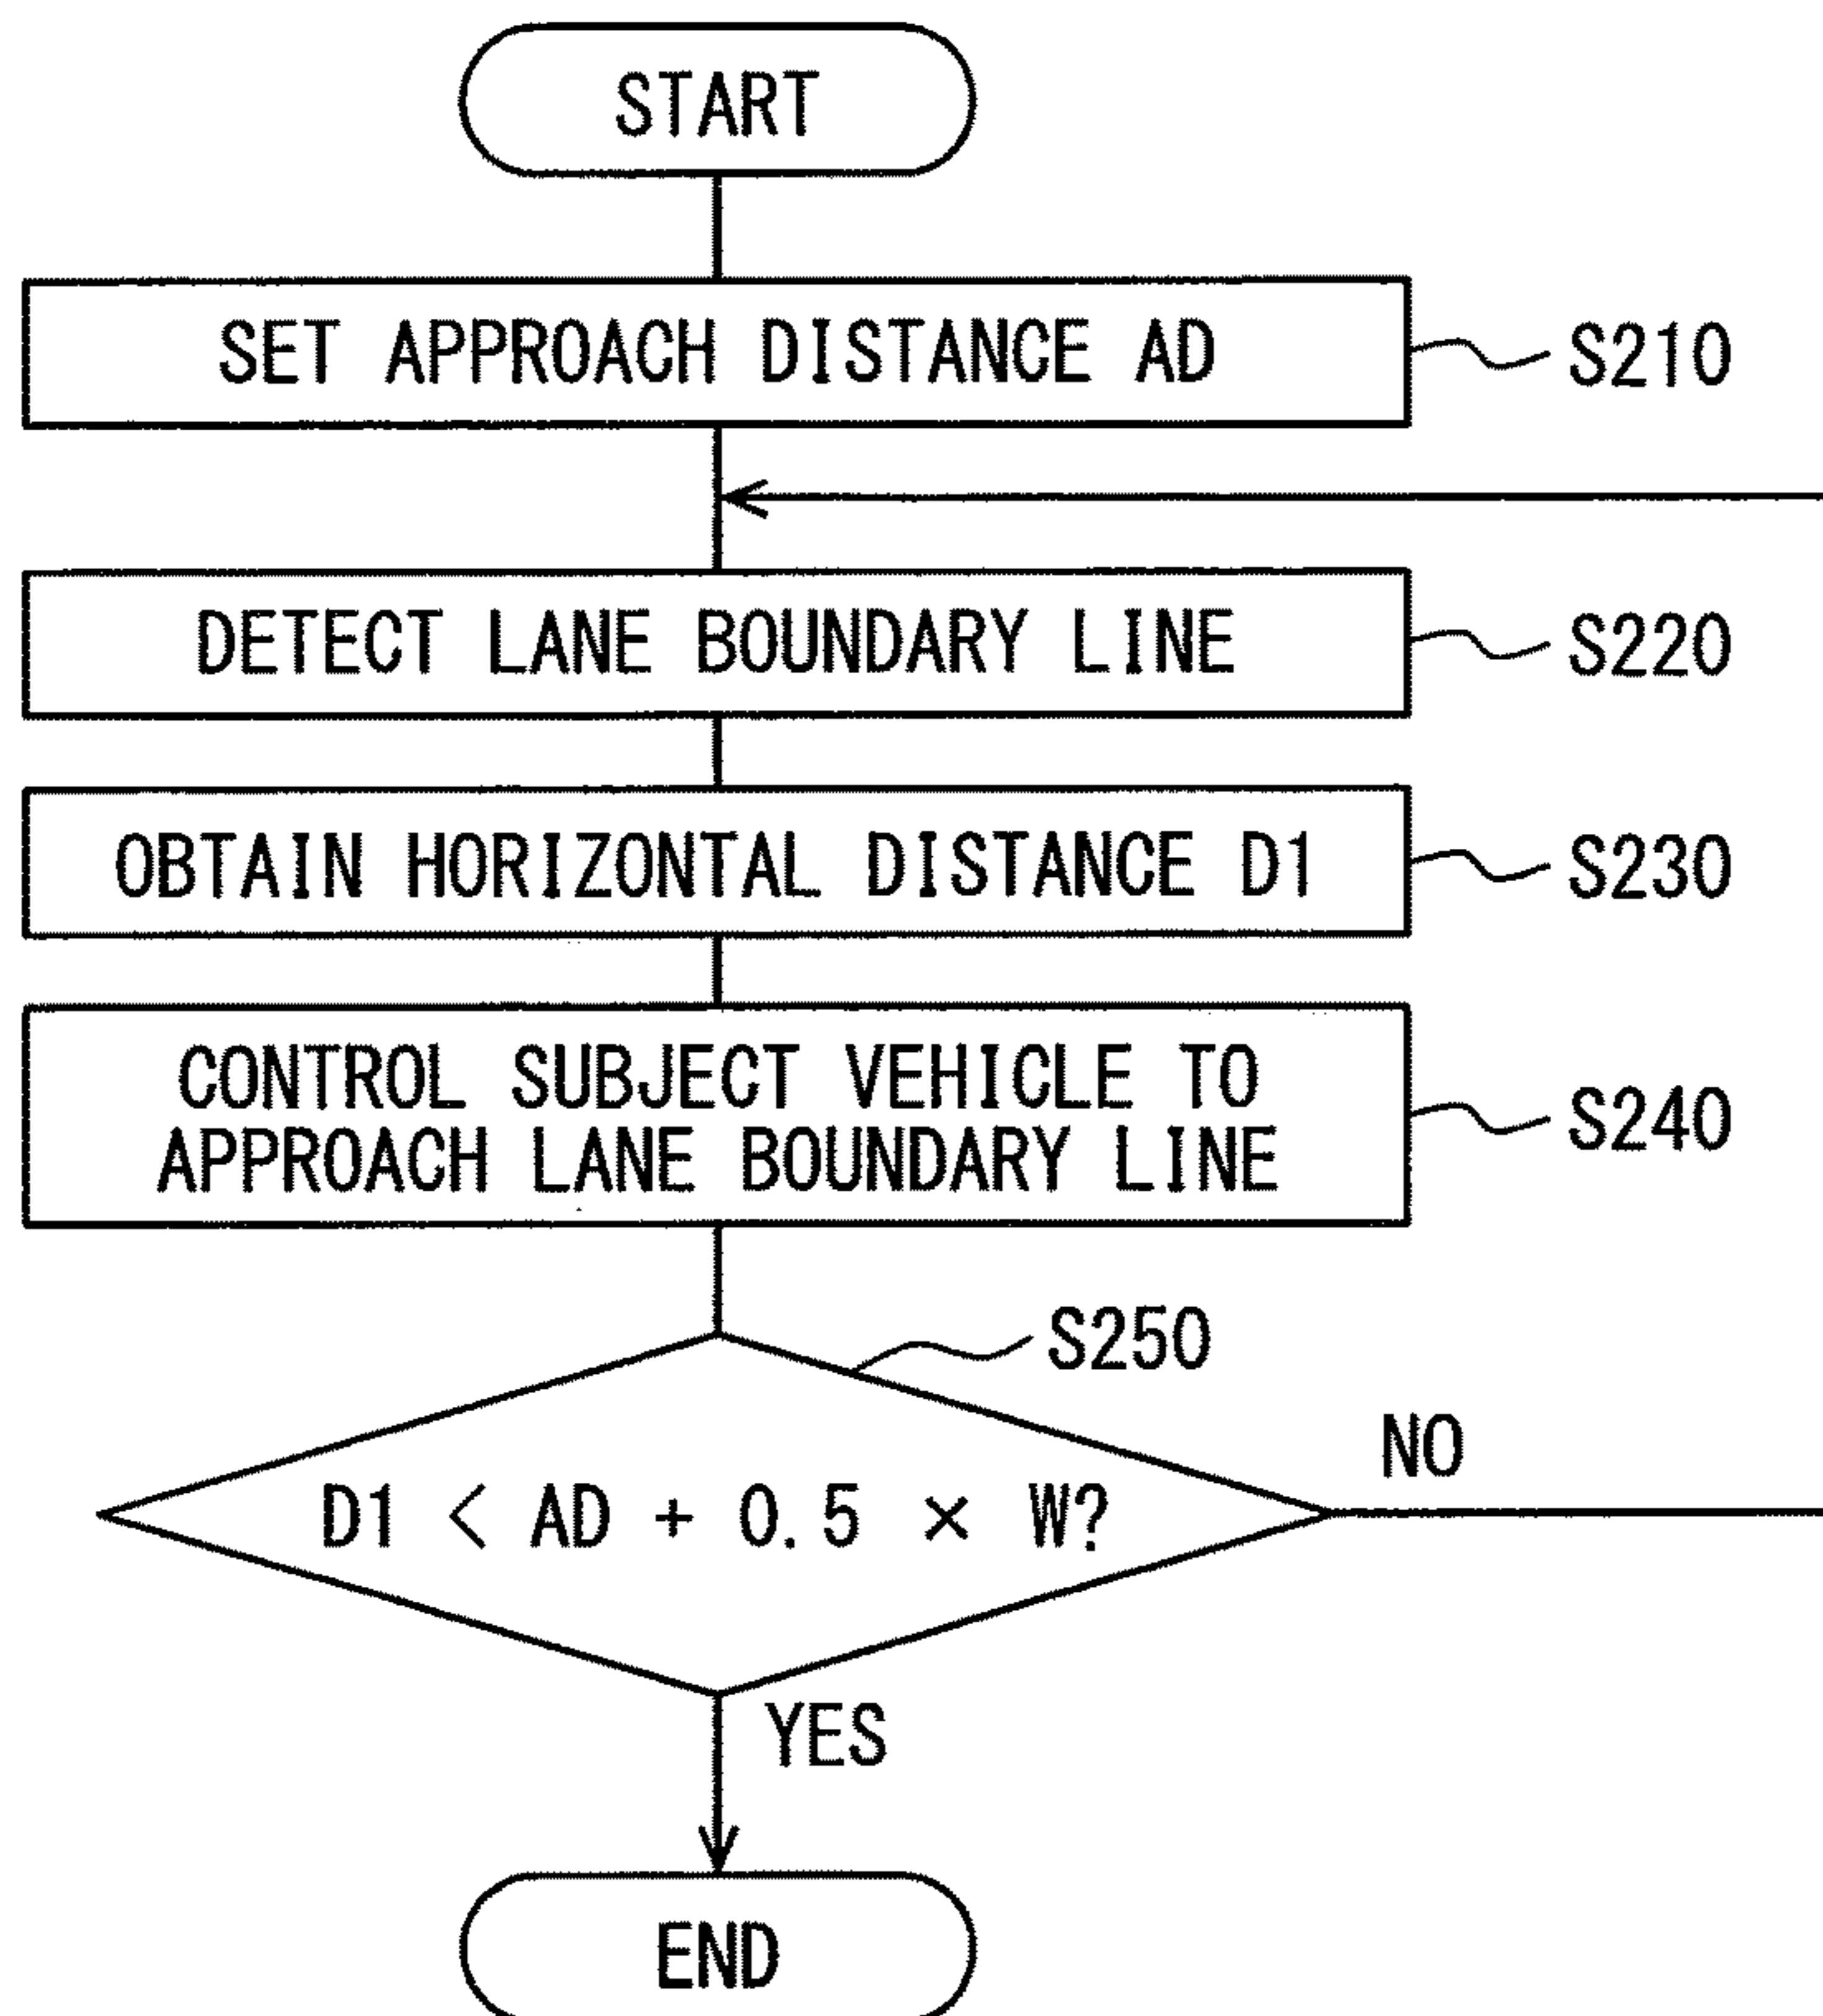 START
SET APPROACH DISTANCE AD
S210
DETECT LANE BOUNDARY LINE
S220
OBTAIN HORIZONTAL DISTANCE D1
S230
CONTROL SUBJECT VEHICLE TO
APPROACH LANE BOUNDARY LINE
S240
S250
D1 < AD + 0.5 × W?
NO
YES
END